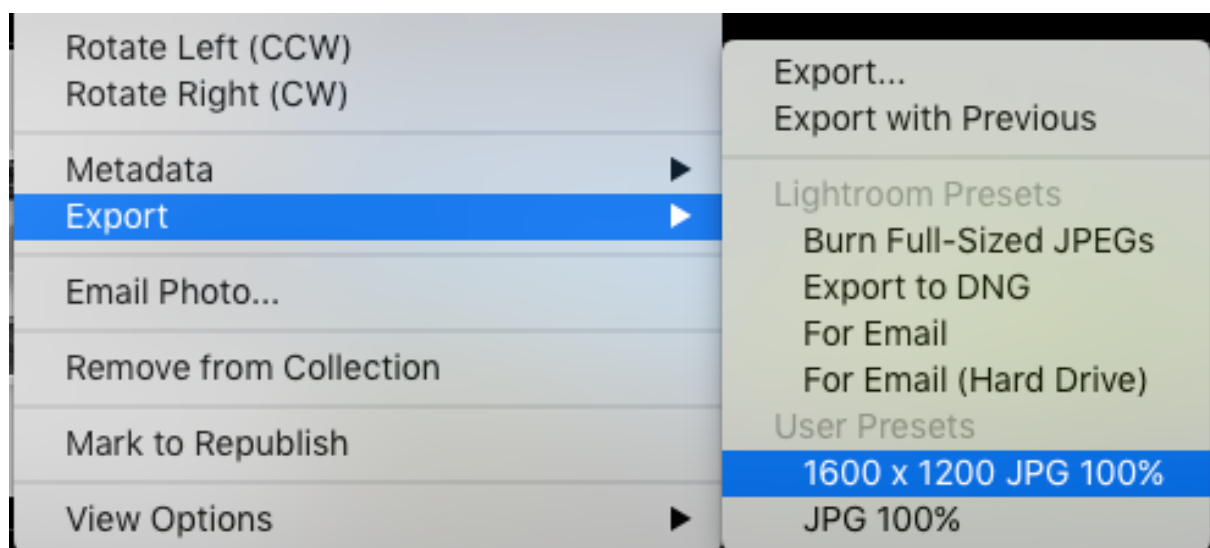 Rotate Left (CCW)
Rotate Right (CW)
Metadata
Export
Email Photo...
Remove from Collection
Mark to Republish
View Options
Export...
Export with Previous
Lightroom Presets
Burn Full-Sized JPEGs
Export to DNG
For Email
For Email (Hard Drive)
User Presets
1600 x 1200 JPG 100%
JPG 100%